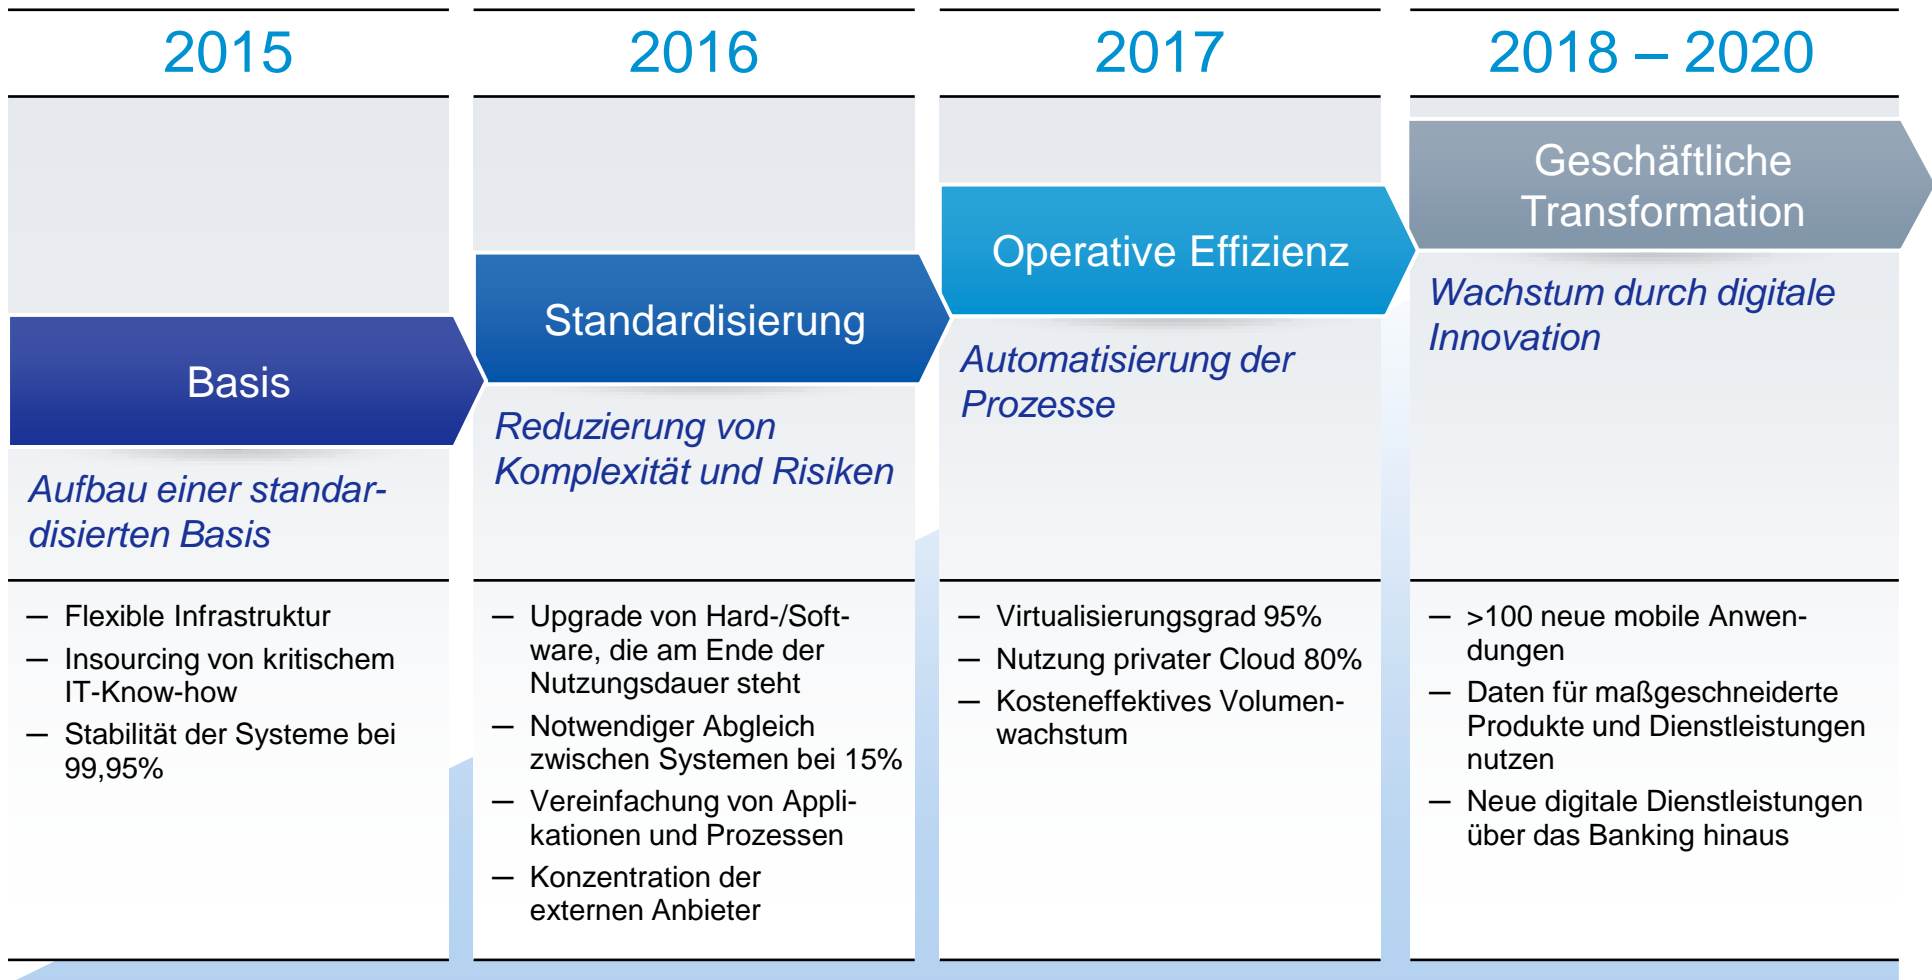 2015
Basis
Aufbau einer standar-
disierten Basis
— Flexible Infrastruktur
— Insourcing von kritischem
IT-Know-how
— Stabilität der Systeme bei
99,95%
2016
Standardisierung
Reduzierung von
Komplexität und Risiken
— Upgrade von Hard-/Soft-
ware, die am Ende der
Nutzungsdauer steht
— Notwendiger Abgleich
zwischen Systemen bei 15%
— Vereinfachung von Appli-
kationen und Prozessen
— Konzentration der
externen Anbieter
2017
Operative Effizienz
Automatisierung der
Prozesse
— Virtualisierungsgrad 95%
— Nutzung privater Cloud 80%
— Kosteneffektives Volumen-
wachstum
2018 – 2020
Geschäftliche
Transformation
Wachstum durch digitale
Innovation
— >100 neue mobile Anwen-
dungen
— Daten für maßgeschneiderte
Produkte und Dienstleistungen
nutzen
— Neue digitale Dienstleistungen
über das Banking hinaus